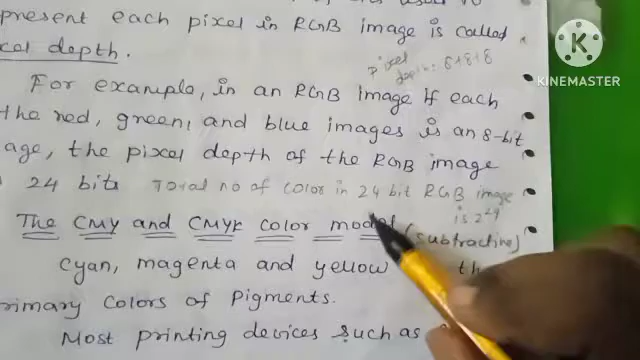 present each pixel in RGB image is called
depth.
pixel
depth: 8+8+8
KINEMASTER
For example, in an RGB image if each
the red, green, and blue images is an 8-bit
age, the pixel depth of the RGB image
24 bits Total no of color in 24 bit RGB image
is 2^24
The CMY and CMYK color model (subtractive)
Cyan, magenta and yellow th
rimary colors of pigments.
Most printing devices such as